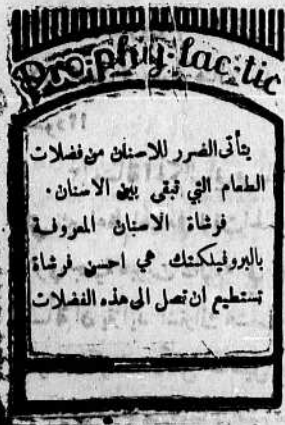 Pro-phy-lac-tic
يتأتى الضرر للاسنان من فضلات
الطعام التي تبقى بين الاسنان ٠
فرشاة الاسنان المعروفة
بالبروفيلكتك هي احسن فرشاة
تستطيع ان تصل الى هذه الفضلات